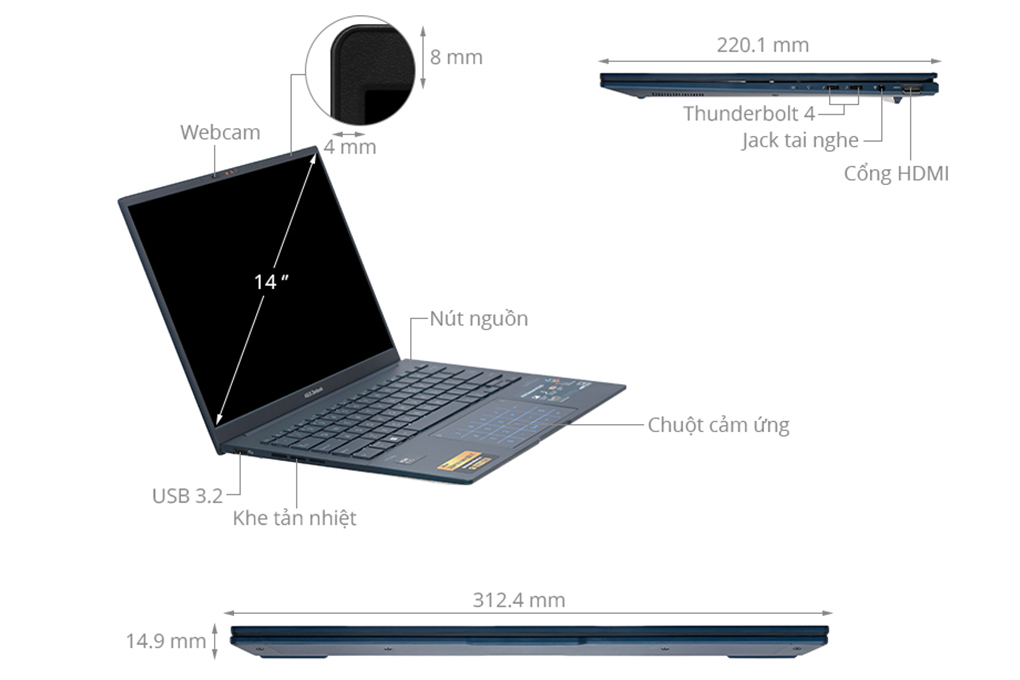 8 mm
4 mm
Webcam
14 ”
Nút nguồn
Chuột cảm ứng
USB 3.2
Khe tản nhiệt
220.1 mm
Thunderbolt 4
Jack tai nghe
Cổng HDMI
312.4 mm
14.9 mm